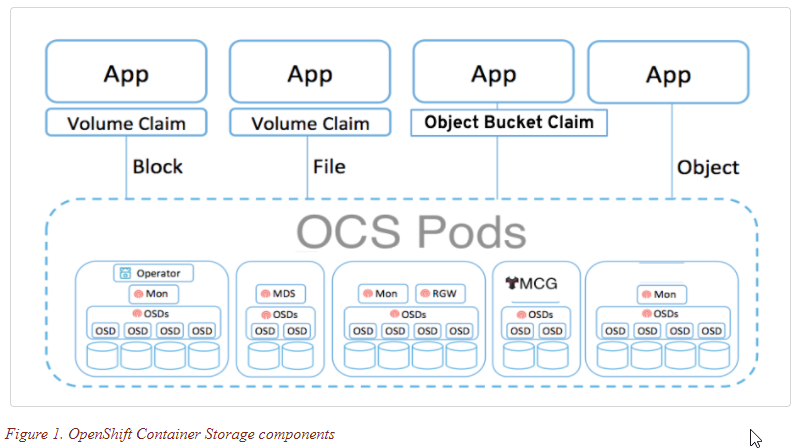 App App App App
Volume Claim Volume Claim Object Bucket Claim
Block File Object
OCS Pods
Operator
Mon MDS Mon RGW MCG Mon
OSDs OSDs OSDs OSDs OSDs
OSD OSD OSD OSD OSD OSD OSD OSD OSD OSD OSD OSD OSD OSD OSD OSD
Figure 1. OpenShift Container Storage components